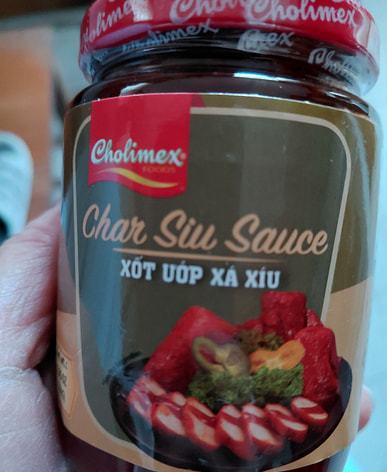 Cholimex
Cholimex
Cholimex
FOODS
Char Siu Sauce
XỐT ƯỚP XÁ XÍU